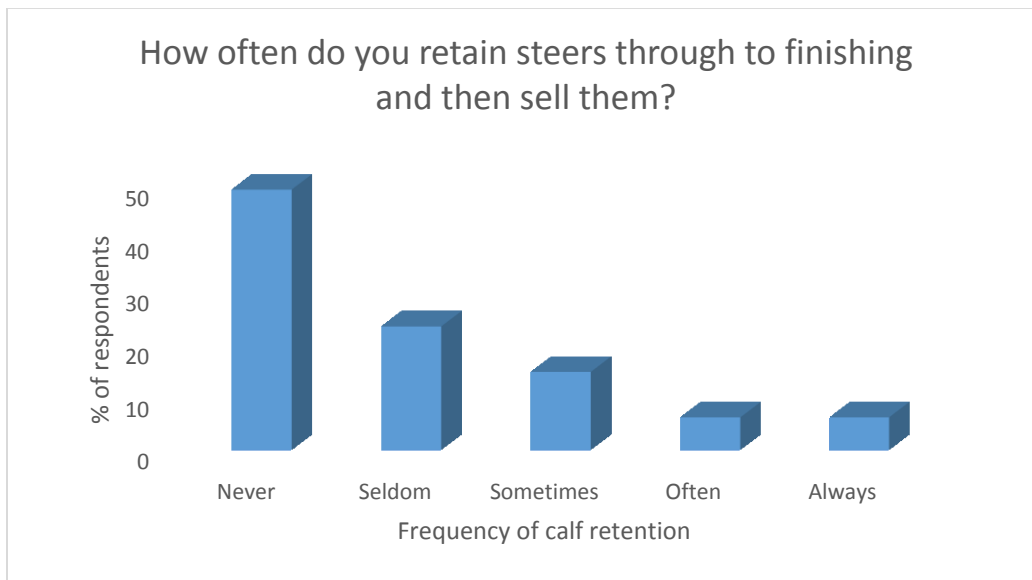 How often do you retain steers through to finishing
and then sell them?
% of respondents
50
40
30
20
10
0
Never
Seldom
Sometimes
Often
Always
Frequency of calf retention